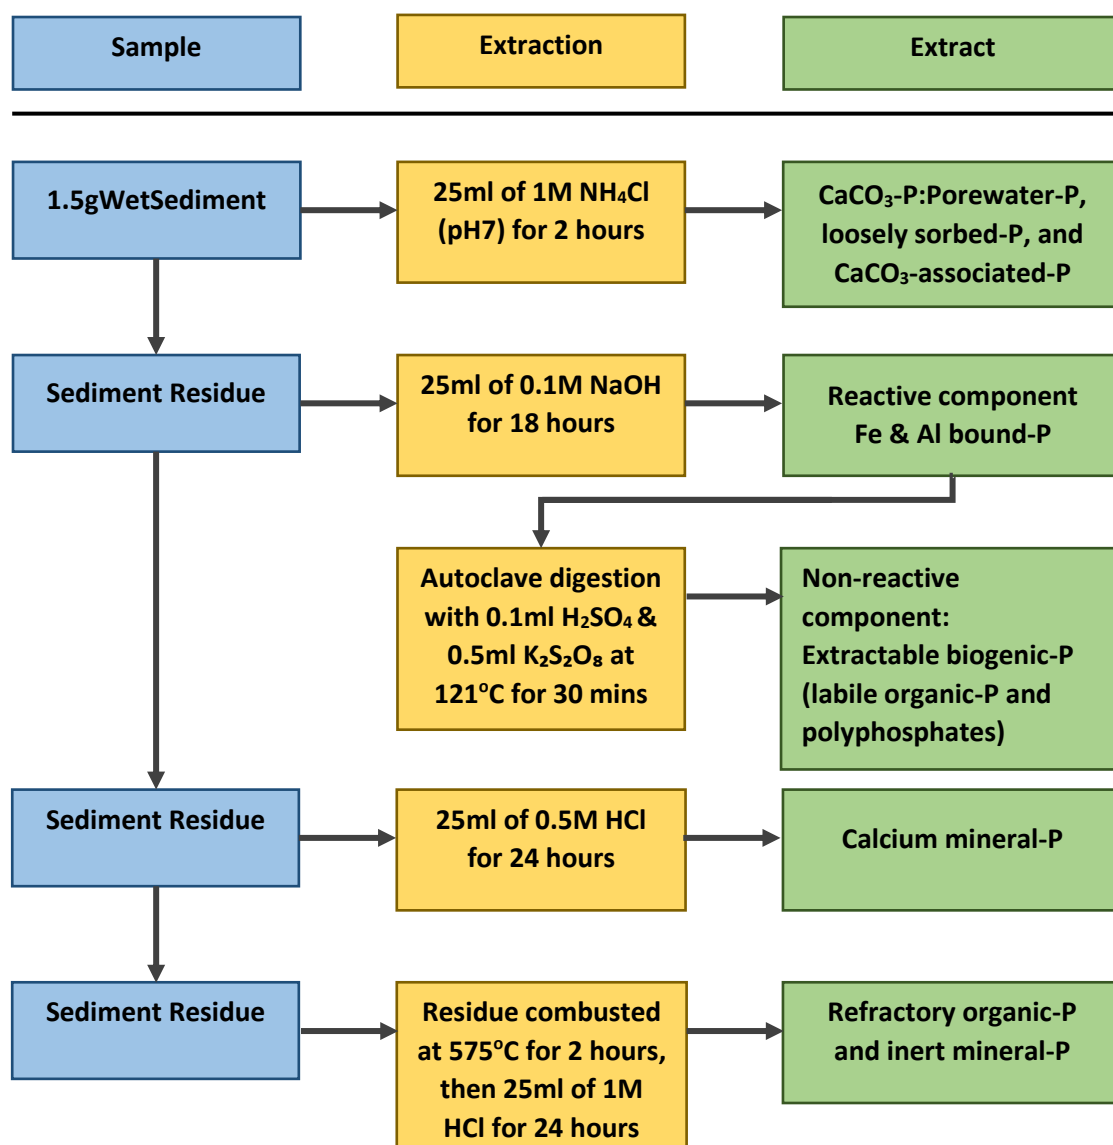 Sample
Extraction
Extract
1.5gWetSediment
25ml of 1M NH₄Cl
(pH7) for 2 hours
CaCO₃-P:Porewater-P,
loosely sorbed-P, and
CaCO₃-associated-P
Sediment Residue
25ml of 0.1M NaOH
for 18 hours
Reactive component
Fe & Al bound-P
Autoclave digestion
with 0.1ml H₂SO₄ &
0.5ml K₂S₂O₈ at
121°C for 30 mins
Non-reactive
component:
Extractable biogenic-P
(labile organic-P and
polyphosphates)
Sediment Residue
25ml of 0.5M HCl
for 24 hours
Calcium mineral-P
Sediment Residue
Residue combusted
at 575°C for 2 hours,
then 25ml of 1M
HCl for 24 hours
Refractory organic-P
and inert mineral-P